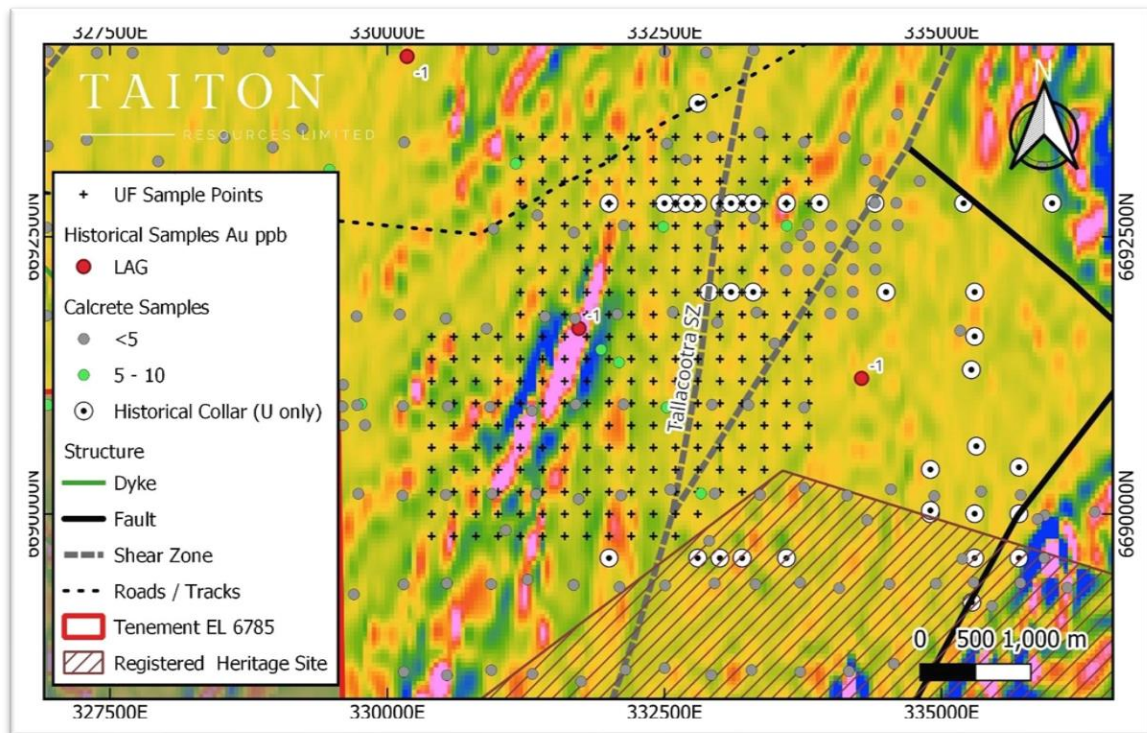 327500E 330000E 332500E 335000E
TAITON
RESOURCES LIMITED
-1
N
UF Sample Points
Historical Samples Au ppb
LAG
Calcrete Samples
<5
5 - 10
Historical Collar (U only)
Structure
Dyke
Fault
Shear Zone
Roads / Tracks
Tenement EL 6785
Registered Heritage Site
-1
Tallacootra SZ
-1
6692500N
6692500N
6690000N
6690000N
0 500 1,000 m
327500E 330000E 332500E 335000E